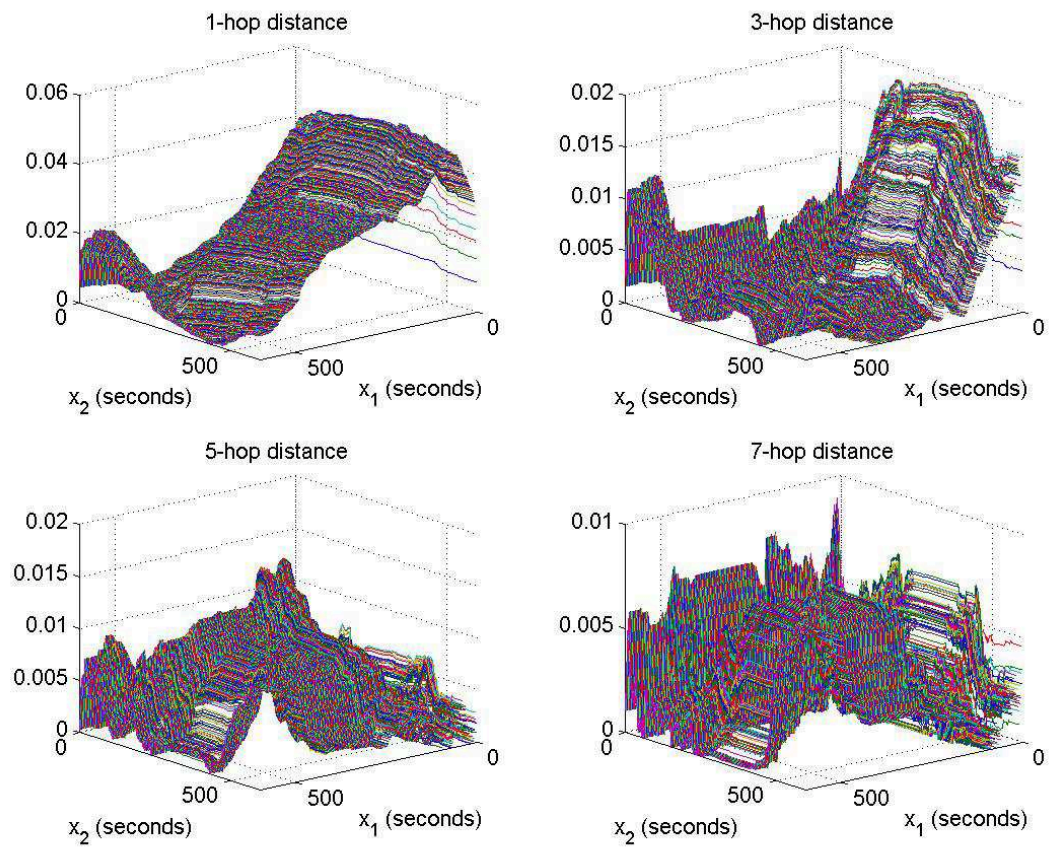 1-hop distance
0.06
0.04
0.02
0
0
500
x2 (seconds)
500
0
x1 (seconds)
3-hop distance
0.02
0.015
0.01
0.005
0
0
500
x2 (seconds)
500
0
x1 (seconds)
5-hop distance
0.02
0.015
0.01
0.005
0
0
500
x2 (seconds)
500
0
x1 (seconds)
7-hop distance
0.01
0.005
0
0
500
x2 (seconds)
500
0
x1 (seconds)